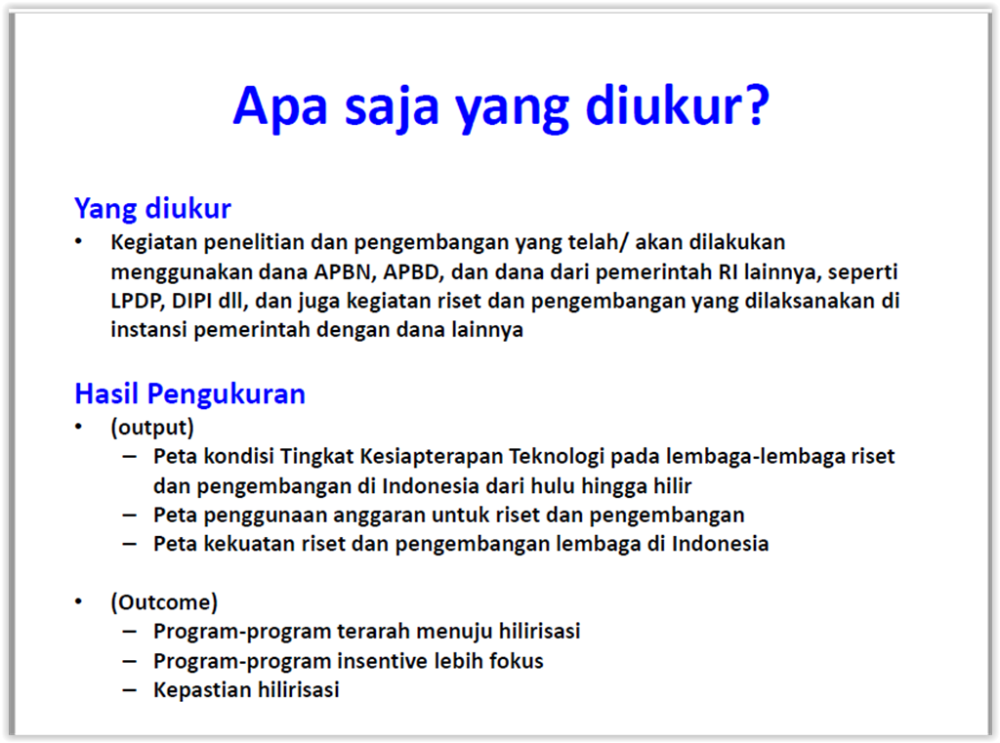 Apa saja yang diukur?
Yang diukur
• Kegiatan penelitian dan pengembangan yang telah/ akan dilakukan
menggunakan dana APBN, APBD, dan dana dari pemerintah RI lainnya, seperti
LPDP, DIPI dll, dan juga kegiatan riset dan pengembangan yang dilaksanakan di
instansi pemerintah dengan dana lainnya
Hasil Pengukuran
• (output)
– Peta kondisi Tingkat Kesiapterapan Teknologi pada lembaga-lembaga riset
dan pengembangan di Indonesia dari hulu hingga hilir
– Peta penggunaan anggaran untuk riset dan pengembangan
– Peta kekuatan riset dan pengembangan lembaga di Indonesia
• (Outcome)
– Program-program terarah menuju hilirisasi
– Program-program insentive lebih fokus
– Kepastian hilirisasi